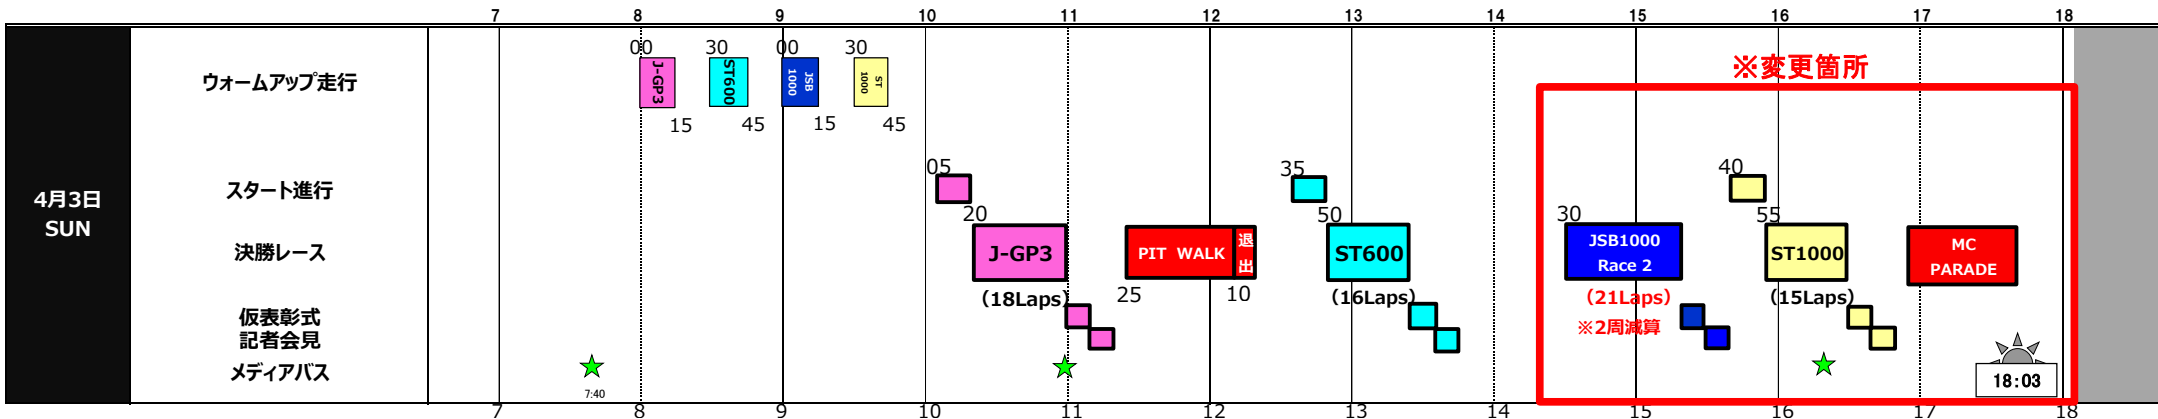 7 8 9 10 11 12 13 14 15 16 17 18
※変更箇所
00 30 00 30
ウォームアップ走行
J-GP3 ST600 JSB 1000 ST 1000
15 45 15 45
05 35 40
スタート進行
4月3日
SUN
20 50 30 55
決勝レース
J-GP3 PIT WALK 退出 ST600 JSB1000 Race 2 ST1000 MC PARADE
(18Laps) 25 10 (16Laps) (21Laps) (15Laps)
仮表彰式
※2周減算
記者会見
メディアバス
7:40
18:03
7 8 9 10 11 12 13 14 15 16 17 18